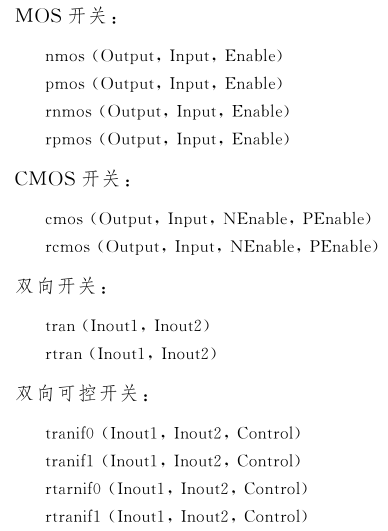 MOS 开关：
nmos（Output，Input，Enable）
pmos（Output，Input，Enable）
rnmos（Output，Input，Enable）
rpmos（Output，Input，Enable）
CMOS 开关：
cmos（Output，Input，NEnable，PEnable）
rcmos（Output，Input，NEnable，PEnable）
双向开关：
tran（Inout1，Inout2）
rtran（Inout1，Inout2）
双向可控开关：
tranif0（Inout1，Inout2，Control）
tranif1（Inout1，Inout2，Control）
rtarnif0（Inout1，Inout2，Control）
rtranif1（Inout1，Inout2，Control）